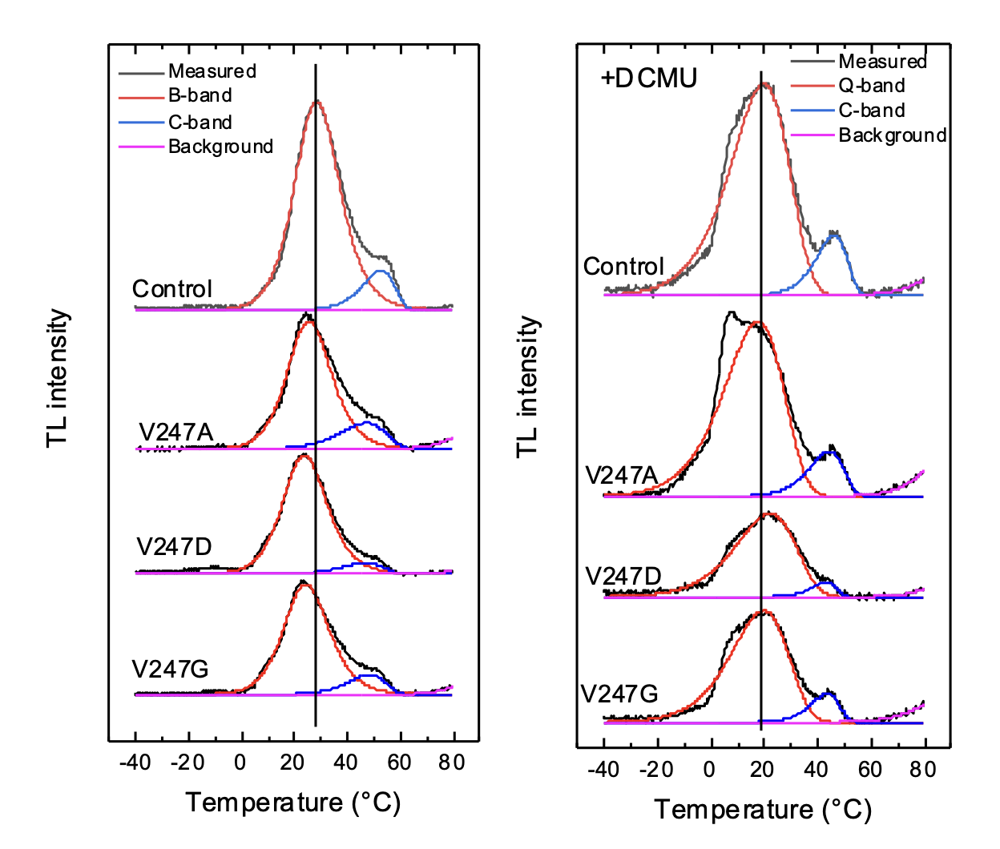 Measured
B-band
C-band
Background
Control
V247A
V247D
V247G
TL intensity
-40 -20 0 20 40 60 80
Temperature (°C)
+DCMU
Measured
Q-band
C-band
Background
Control
V247A
V247D
V247G
TL intensity
-40 -20 0 20 40 60 80
Temperature (°C)